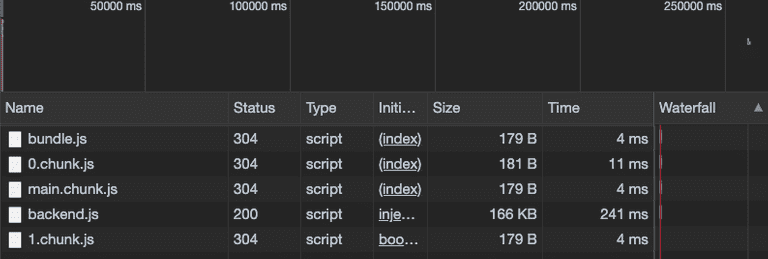 50000 ms 100000 ms 150000 ms 200000 ms 250000 ms
Name Status Type Initi... Size Time Waterfall ▲
bundle.js 304 script (index) 179 B 4 ms
0.chunk.js 304 script (index) 181 B 11 ms
main.chunk.js 304 script (index) 179 B 4 ms
backend.js 200 script inje... 166 KB 241 ms
1.chunk.js 304 script boo... 179 B 4 ms